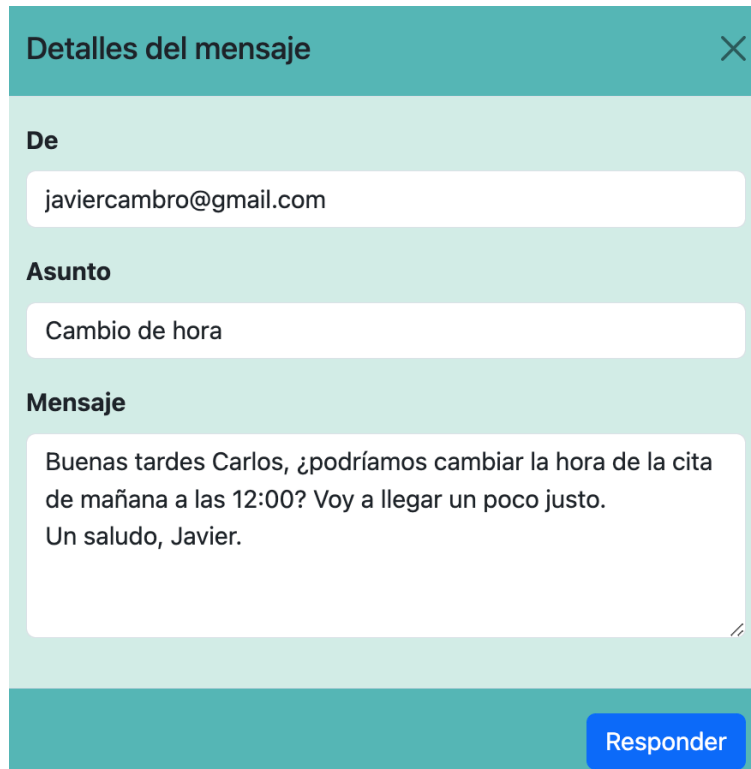 Detalles del mensaje
De
javiercambro@gmail.com
Asunto
Cambio de hora
Mensaje
Buenas tardes Carlos, ¿podríamos cambiar la hora de la cita
de mañana a las 12:00? Voy a llegar un poco justo.
Un saludo, Javier.
Responder